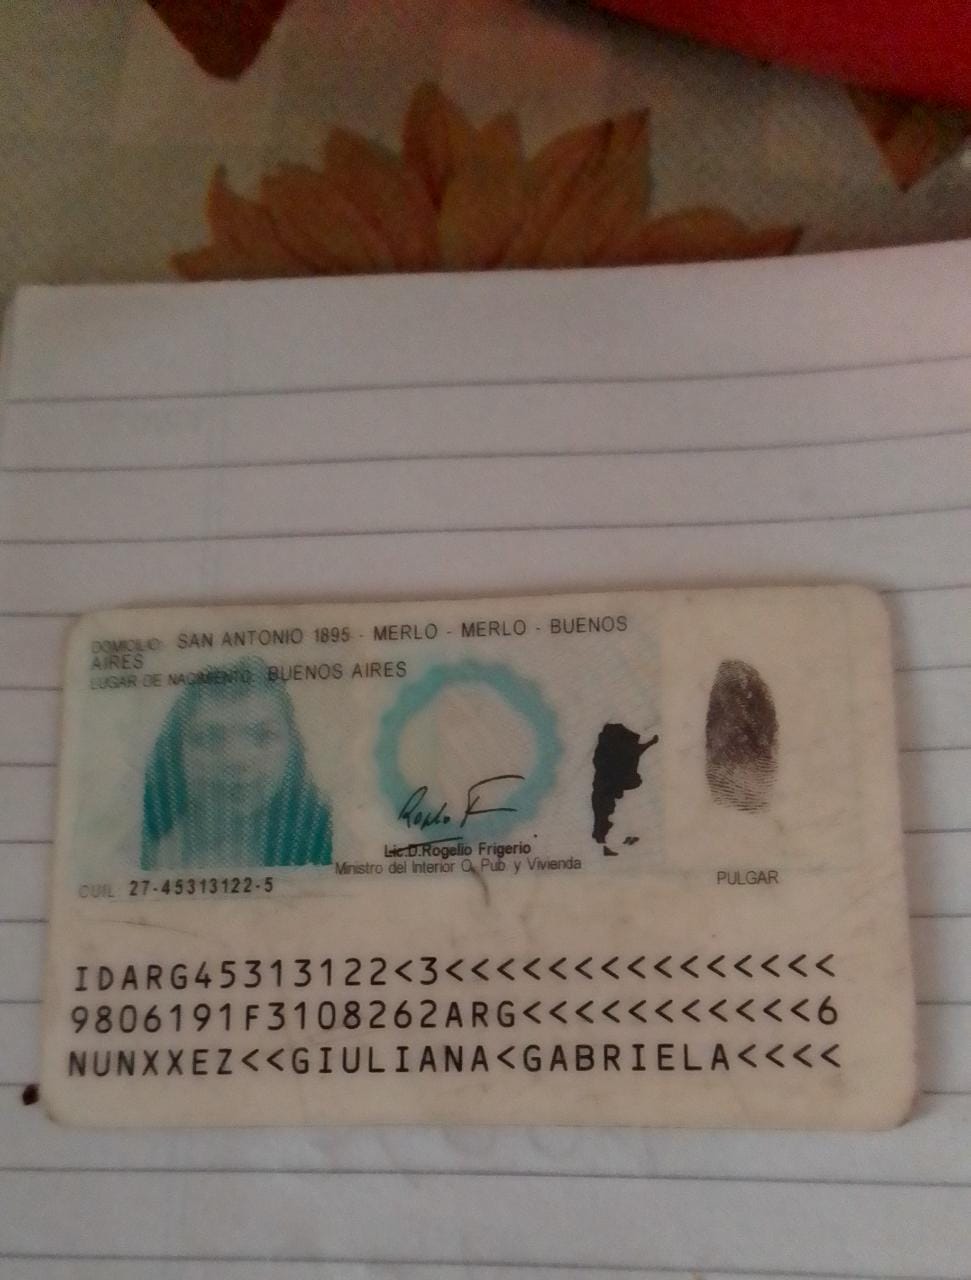 DOMICILIO: SAN ANTONIO 1895 - MERLO - MERLO - BUENOS
AIRES
LUGAR DE NACIMIENTO: BUENOS AIRES
Lic.D.Rogelio Frigerio
Ministro del Interior O. Pub. y Vivienda
PULGAR
CUIL: 27-45313122-5
IDARG45313122<3<<<<<<<<<<<<<<<
9806191F3108262ARG<<<<<<<<<<<6
NUNXXEZ<<GIULIANA<GABRIELA<<<<